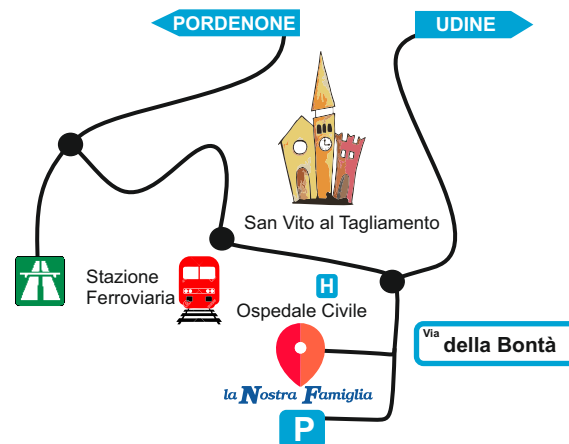 PORDENONE
UDINE
San Vito al Tagliamento
Stazione
Ferroviaria
H
Ospedale Civile
Via della Bontà
la Nostra Famiglia
P